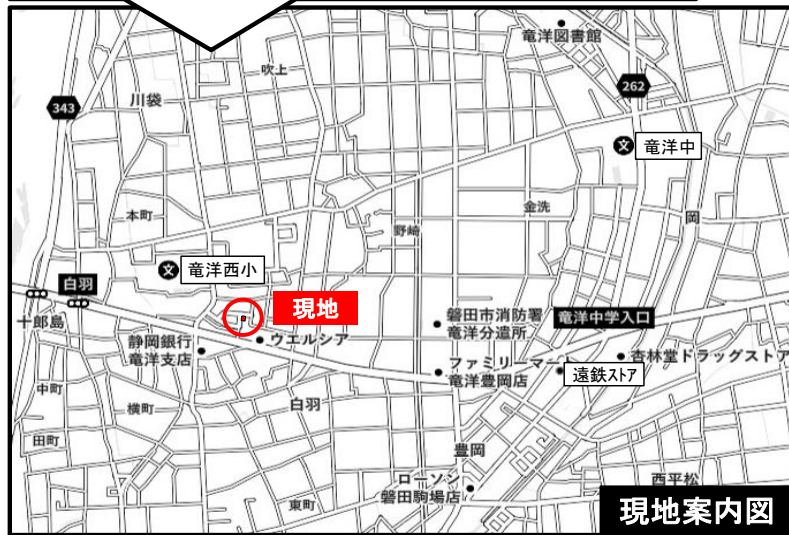 竜洋図書館
吹上
262
343
川袋
竜洋中
文
本町
金洗
岡
野崎
文
竜洋西小
白羽
現地
十郎島
静岡銀行
竜洋支店
ウエルシア
磐田市消防署
竜洋分遣所
竜洋中学入口
ファミリーマート
竜洋豊岡店
遠鉄ストア
杏林堂ドラッグストア
中町
横町
白羽
田町
豊岡
東町
ローソン
磐田駒場店
西平松
現地案内図